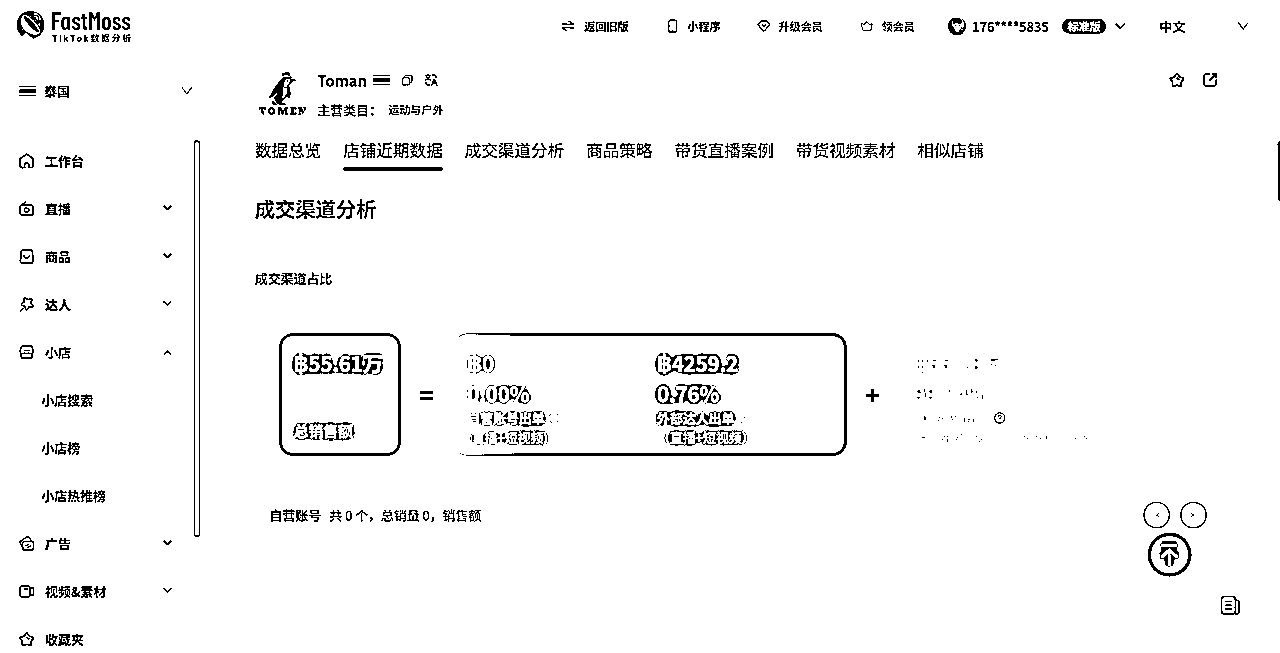 FastMoss
TikTok数据分析
返回旧版
小程序
升级会员
领会员
176****5835
标准版
中文
泰国
工作台
直播
商品
达人
小店
小店搜索
小店榜
小店热推榜
广告
视频&素材
收藏夹
TOMEN
Toman
主营类目: 运动与户外
数据总览 店铺近期数据 成交渠道分析 商品策略 带货直播案例 带货视频素材 相似店铺
成交渠道分析
成交渠道占比
฿55.61万
总销售额
=
฿0
0.00%
自营账号出单
(直播+短视频)
฿4259.2
0.76%
外部达人出单
(直播+短视频)
+
自营账号 共0个, 总销量0, 销售额